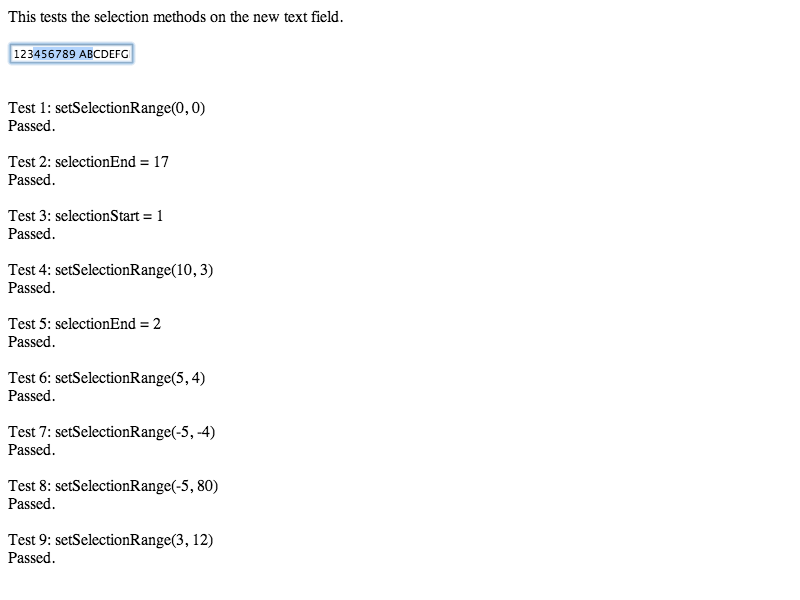 This tests the selection methods on the new text field.
123456789 ABCDEFG
Test 1: setSelectionRange(0, 0)
Passed.
Test 2: selectionEnd = 17
Passed.
Test 3: selectionStart = 1
Passed.
Test 4: setSelectionRange(10, 3)
Passed.
Test 5: selectionEnd = 2
Passed.
Test 6: setSelectionRange(5, 4)
Passed.
Test 7: setSelectionRange(-5, -4)
Passed.
Test 8: setSelectionRange(-5, 80)
Passed.
Test 9: setSelectionRange(3, 12)
Passed.